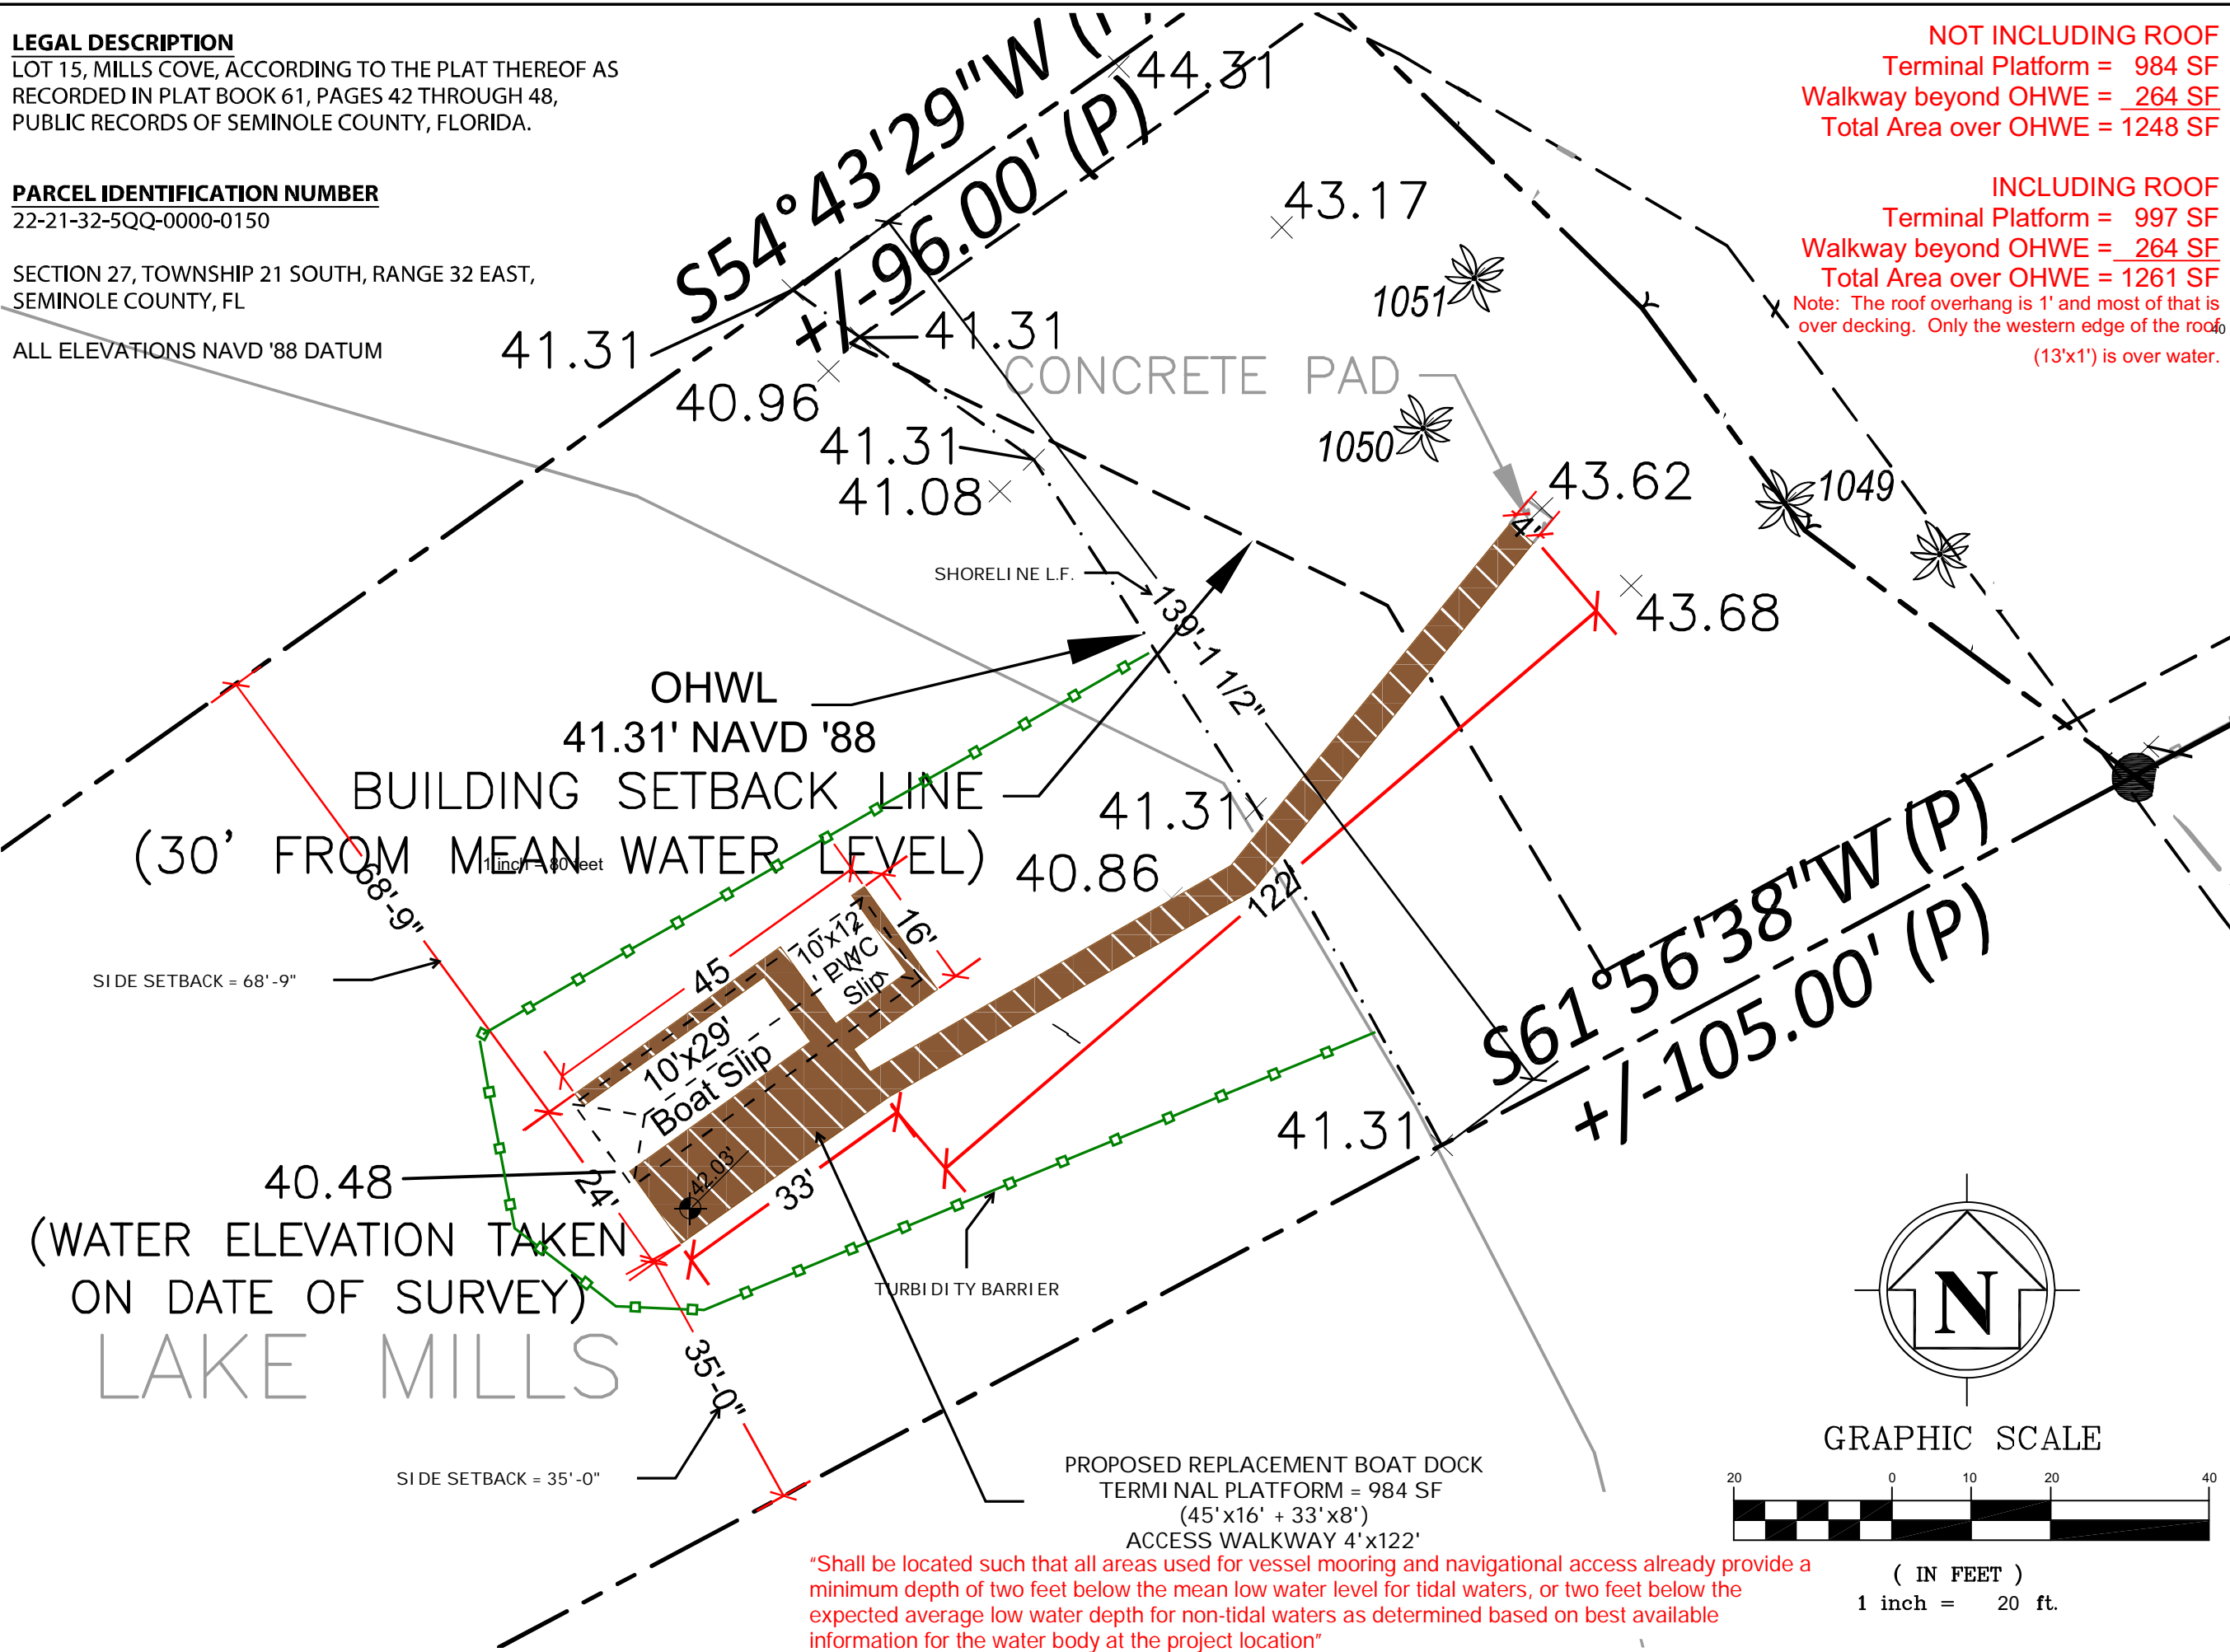 LEGAL DESCRIPTION
LOT 15, MILLS COVE, ACCORDING TO THE PLAT THEREOF AS
RECORDED IN PLAT BOOK 61, PAGES 42 THROUGH 48,
PUBLIC RECORDS OF SEMINOLE COUNTY, FLORIDA.
PARCEL IDENTIFICATION NUMBER
22-21-32-5QQ-0000-0150
SECTION 27, TOWNSHIP 21 SOUTH, RANGE 32 EAST,
SEMINOLE COUNTY, FL
ALL ELEVATIONS NAVD '88 DATUM
NOT INCLUDING ROOF
Terminal Platform = 984 SF
Walkway beyond OHWE = 264 SF
Total Area over OHWE = 1248 SF
INCLUDING ROOF
Terminal Platform = 997 SF
Walkway beyond OHWE = 264 SF
Total Area over OHWE = 1261 SF
Note: The roof overhang is 1' and most of that is
over decking. Only the western edge of the roof
40
(13'x1') is over water.
S54°43'29"W
+/-96.00' (P)
44.31
43.17
1051
41.31
41.31
40.96
CONCRETE PAD
1050
41.31
41.08
43.62
1049
4'
SHORELINE L.F.
43.68
139'-1 1/2"
OHWL
41.31' NAVD '88
BUILDING SETBACK LINE
(30' FROM MEAN WATER LEVEL)
1 inch = 80 feet
41.31
40.86
122'
68'-9"
SIDE SETBACK = 68'-9"
45
16'
10'x12'
PWC
Slip
10'x29'
Boat Slip
S61°56'38"W (P)
+/-105.00' (P)
41.31
40.48
(WATER ELEVATION TAKEN
ON DATE OF SURVEY)
24'
42.03'
33'
TURBIDITY BARRIER
LAKE MILLS
35'-0"
SIDE SETBACK = 35'-0"
N
PROPOSED REPLACEMENT BOAT DOCK
TERMINAL PLATFORM = 984 SF
(45'x16' + 33'x8')
ACCESS WALKWAY 4'x122'
"Shall be located such that all areas used for vessel mooring and navigational access already provide a
minimum depth of two feet below the mean low water level for tidal waters, or two feet below the
expected average low water depth for non-tidal waters as determined based on best available
information for the water body at the project location"
GRAPHIC SCALE
20 0 10 20 40
( IN FEET )
1 inch = 20 ft.